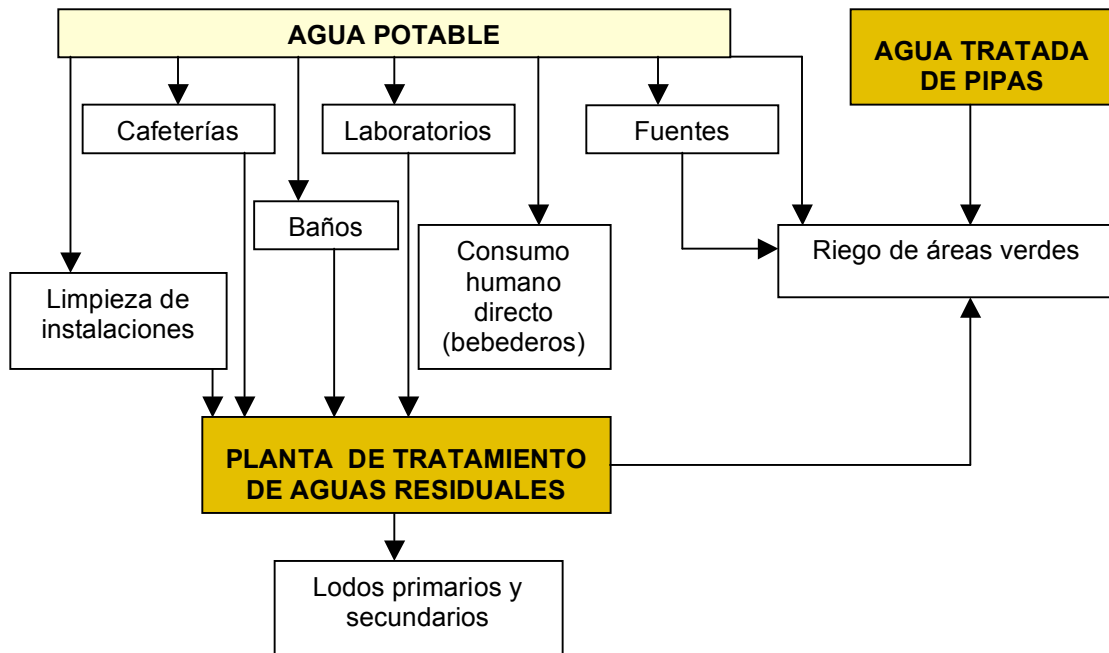 AGUA POTABLE
AGUA TRATADA
DE PIPAS
Cafeterías
Laboratorios
Fuentes
Baños
Consumo
humano
directo
(bebederos)
Riego de áreas verdes
Limpieza de
instalaciones
PLANTA DE TRATAMIENTO
DE AGUAS RESIDUALES
Lodos primarios y
secundarios